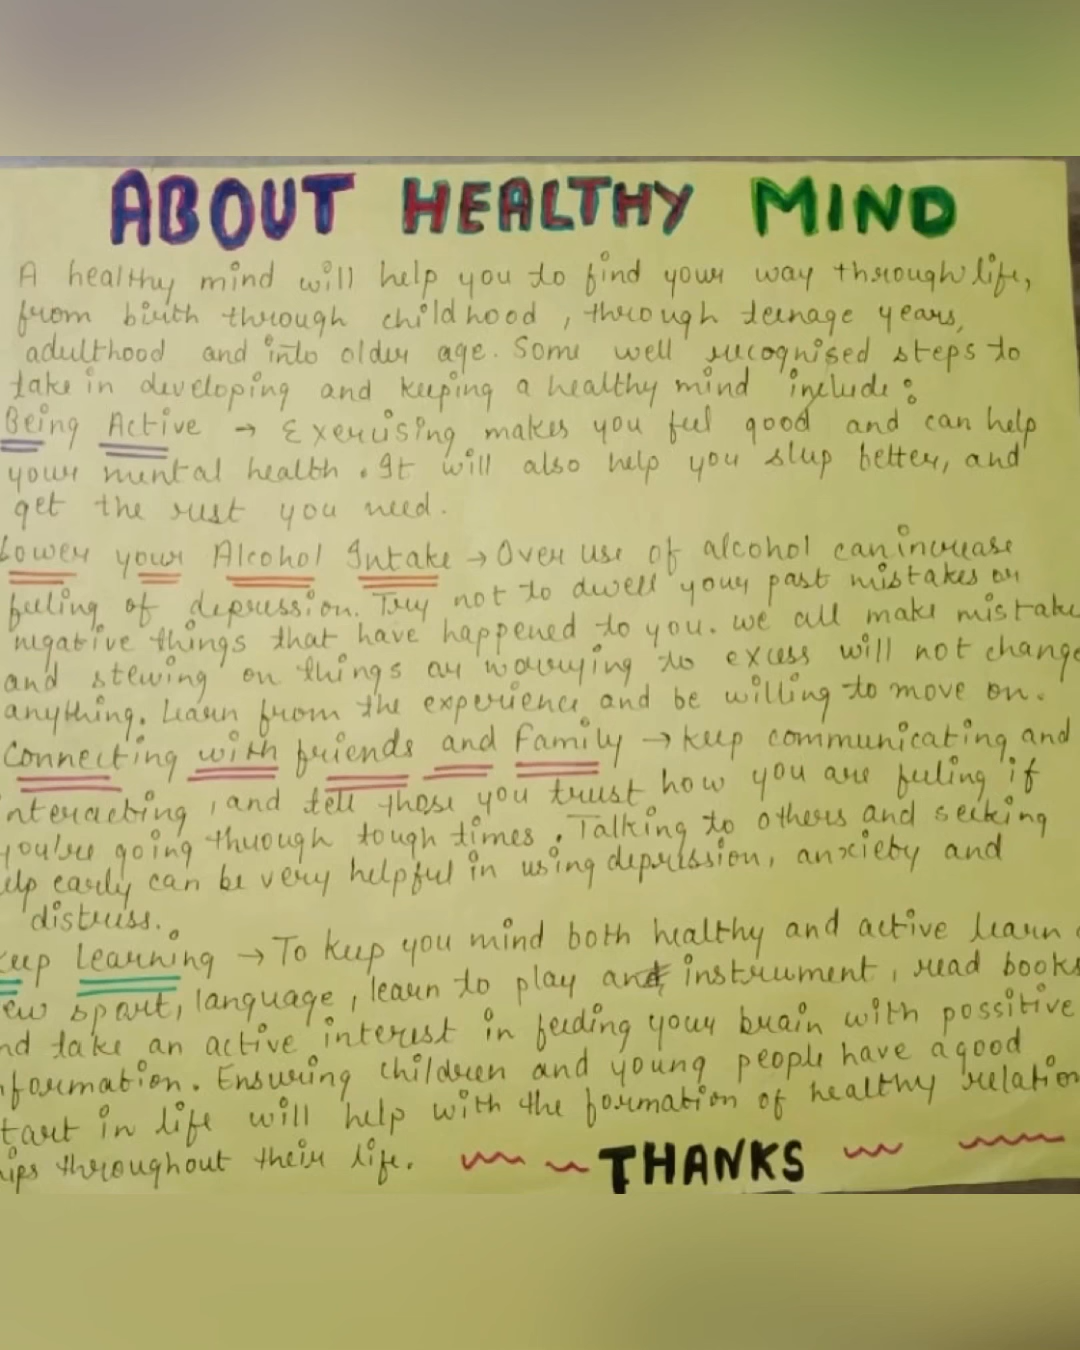 ABOUT HEALTHY MIND
A healthy mind will help you to find your way through life,
from birth through childhood, through teenage years,
adulthood and into older age. Some well recognised steps to
take in developing and keeping a healthy mind include:
Being Active → Exercising makes you feel good and can help
your mental health. It will also help you sleep better, and
get the rest you need.
Lower your Alcohol Intake → Over use of alcohol can increase
feeling of depression. Try not to dwell your past mistakes or
negative things that have happened to you. we all make mistake
and stewing on things or worrying to excess will not change
anything. Learn from the experience and be willing to move on.
Connecting with friends and family → keep communicating and
nteracting, and tell those you trust how you are feeling if
you're going through tough times. Talking to others and seeking
elp early can be very helpful in using depression, anxiety and
distress.
eep Learning → To keep you mind both healthy and active learn
ew sport, language, learn to play and instrument, read books
nd take an active interest in feeding your brain with possitive
nformation. Ensuring children and young people have a good
tart in life will help with the formation of healthy relation
hips throughout their life.
THANKS